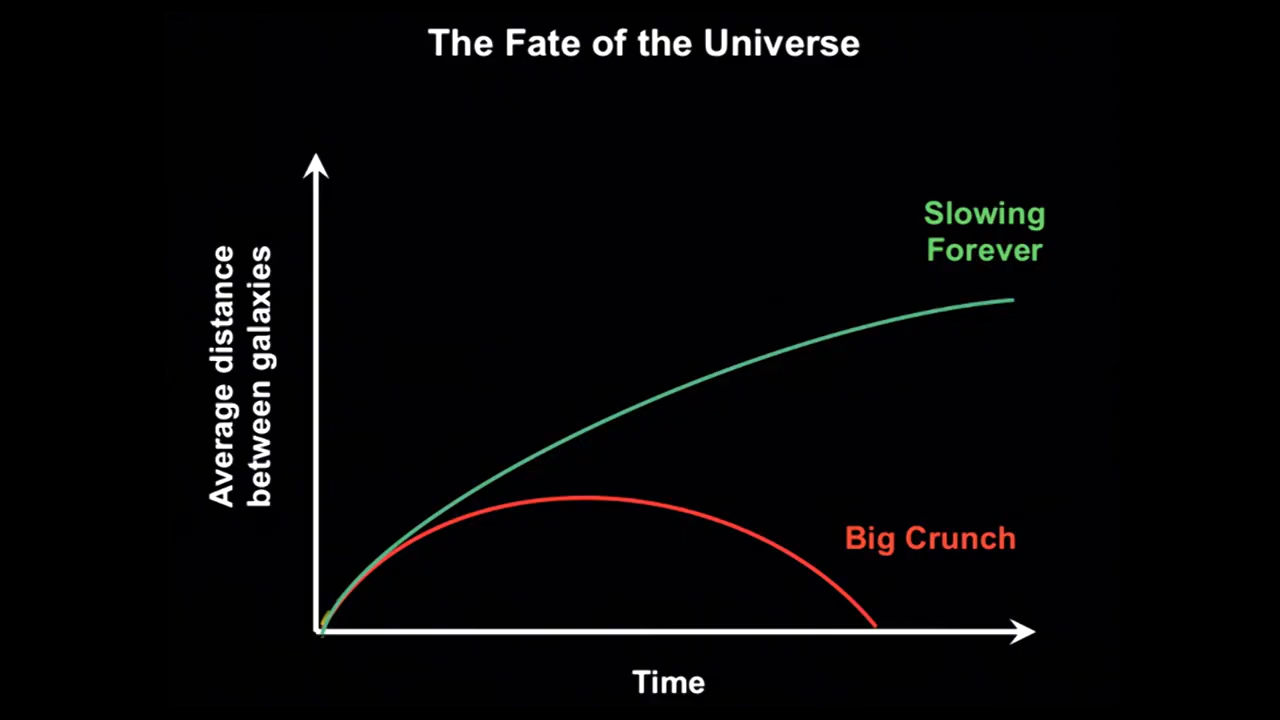 The Fate of the Universe
Average distance
between galaxies
Slowing
Forever
Big Crunch
Time